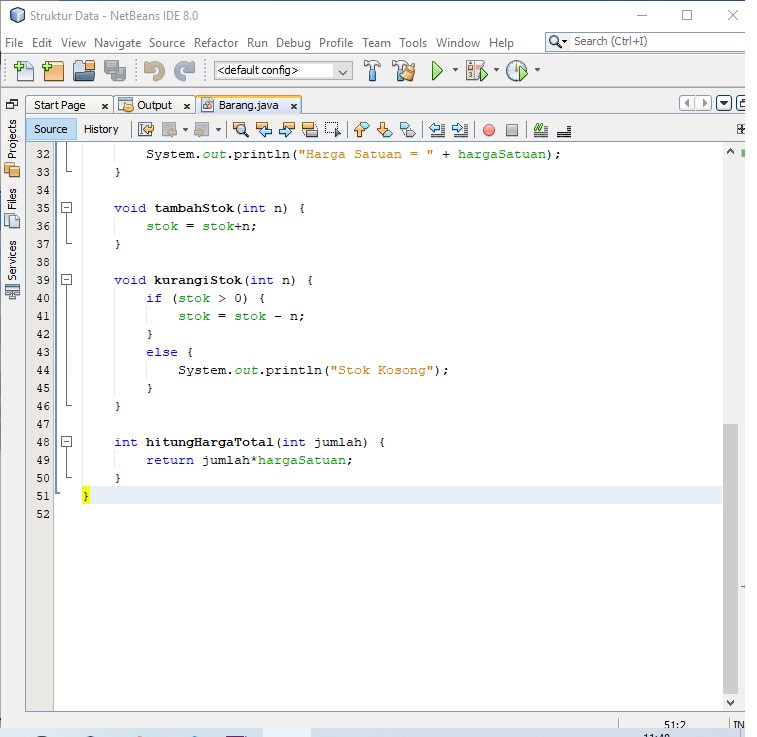 Struktur Data - NetBeans IDE 8.0
File Edit View Navigate Source Refactor Run Debug Profile Team Tools Window Help
Search (Ctrl+I)
<default config>
Projects
Files
Services
Start Page x Output x Barang.java x
Source History
32 System.out.println("Harga Satuan = " + hargaSatuan);
33 }
34
35 void tambahStok(int n) {
36 stok = stok+n;
37 }
38
39 void kurangiStok(int n) {
40 if (stok > 0) {
41 stok = stok - n;
42 }
43 else {
44 System.out.println("Stok Kosong");
45 }
46 }
47
48 int hitungHargaTotal(int jumlah) {
49 return jumlah*hargaSatuan;
50 }
51 }
52
51:2 IN